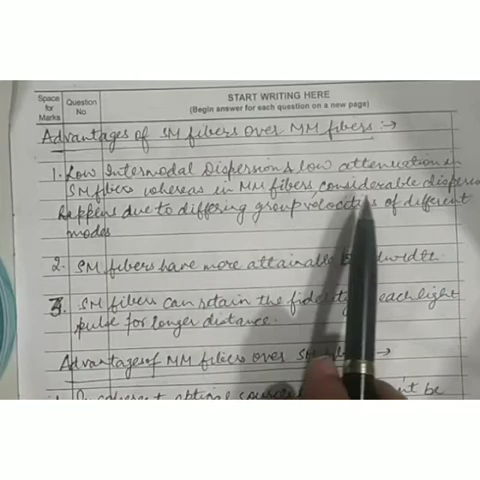 Space for Marks
Question No
START WRITING HERE
(Begin answer for each question on a new page)
Advantages of SM fibers over MM fibers :→
1. Low Intermodal Dispersion & low attenuation in
SM fibers whereas in MM fibers, considerable dispersion
happens due to differing group velocities of different
modes
2. SM fibers have more attainable
3. SM fibers can retain the fidelity each light
pulse for longer distance.
Advantages of MM fibers over SM :→
1. be